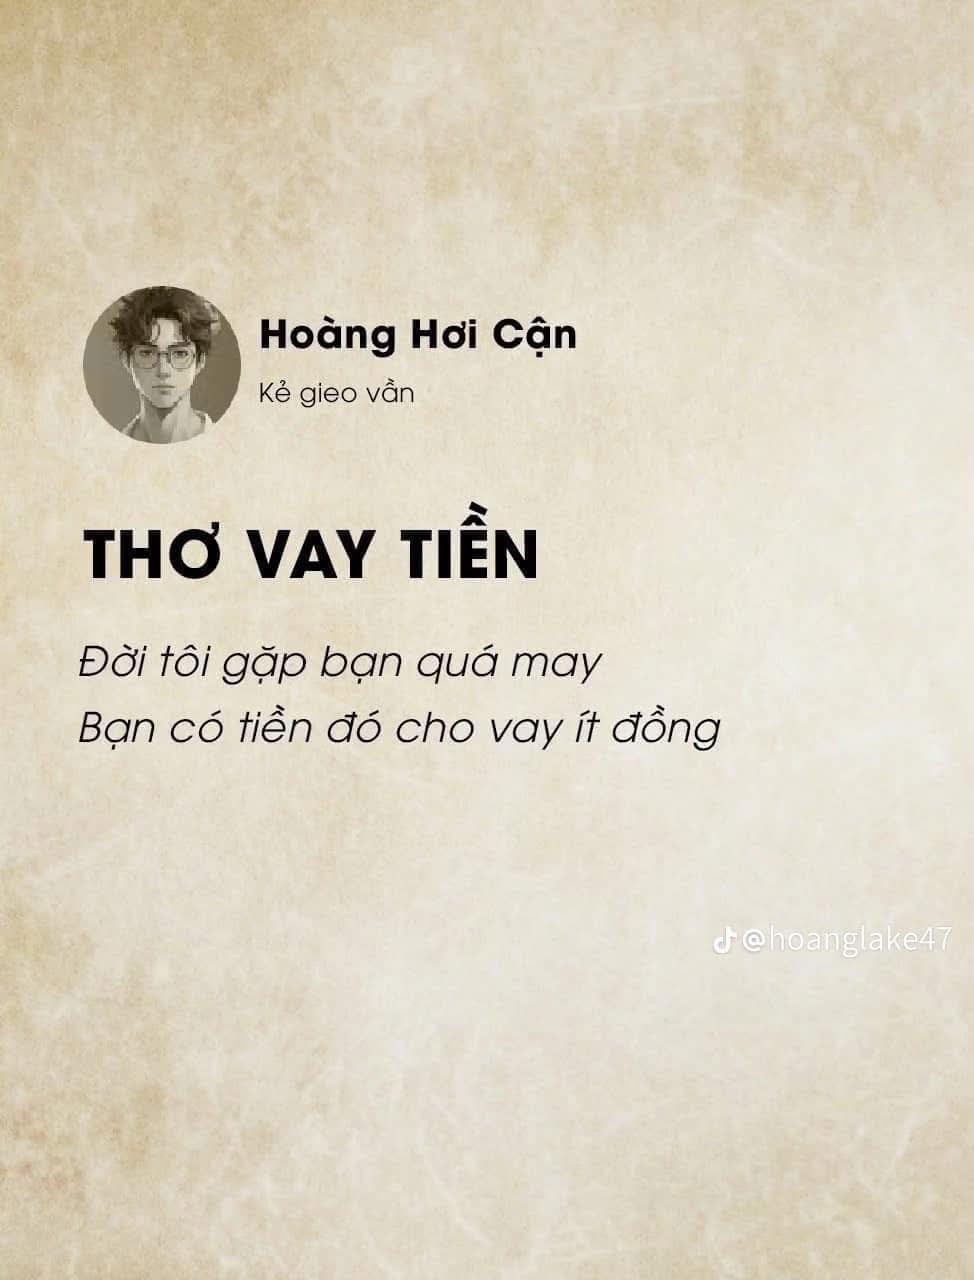 Hoàng Hơi Cận
Kẻ gieo vần
THƠ VAY TIỀN
Đời tôi gặp bạn quá may
Bạn có tiền đó cho vay ít đồng
@hoanglake47